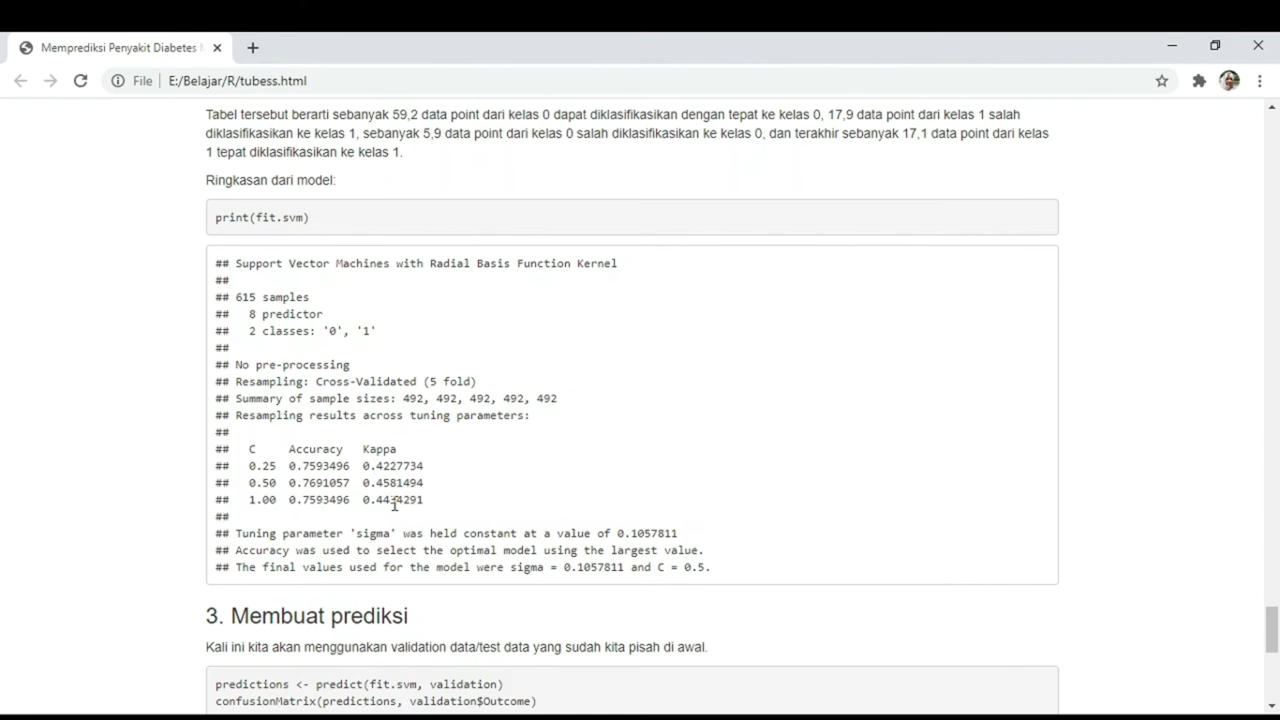 Memprediksi Penyakit Diabetes
File E:/Belajar/R/tubess.html
Tabel tersebut berarti sebanyak 59,2 data point dari kelas 0 dapat diklasifikasikan dengan tepat ke kelas 0, 17,9 data point dari kelas 1 salah
diklasifikasikan ke kelas 1, sebanyak 5,9 data point dari kelas 0 salah diklasifikasikan ke kelas 0, dan terakhir sebanyak 17,1 data point dari kelas
1 tepat diklasifikasikan ke kelas 1.
Ringkasan dari model:
print(fit.svm)
## Support Vector Machines with Radial Basis Function Kernel
##
## 615 samples
##   8 predictor
##   2 classes: '0', '1'
##
## No pre-processing
## Resampling: Cross-Validated (5 fold)
## Summary of sample sizes: 492, 492, 492, 492, 492
## Resampling results across tuning parameters:
##
##   C     Accuracy   Kappa
##   0.25  0.7593496  0.4227734
##   0.50  0.7691057  0.4581494
##   1.00  0.7593496
##
## Tuning parameter 'sigma' was held constant at a value of 0.1057811
## Accuracy was used to select the optimal model using the largest value.
## The final values used for the model were sigma = 0.1057811 and C = 0.5.
3. Membuat prediksi
Kali ini kita akan menggunakan validation data/test data yang sudah kita pisah di awal.
predictions <- predict(fit.svm, validation)
confusionMatrix(predictions, validation$Outcome)